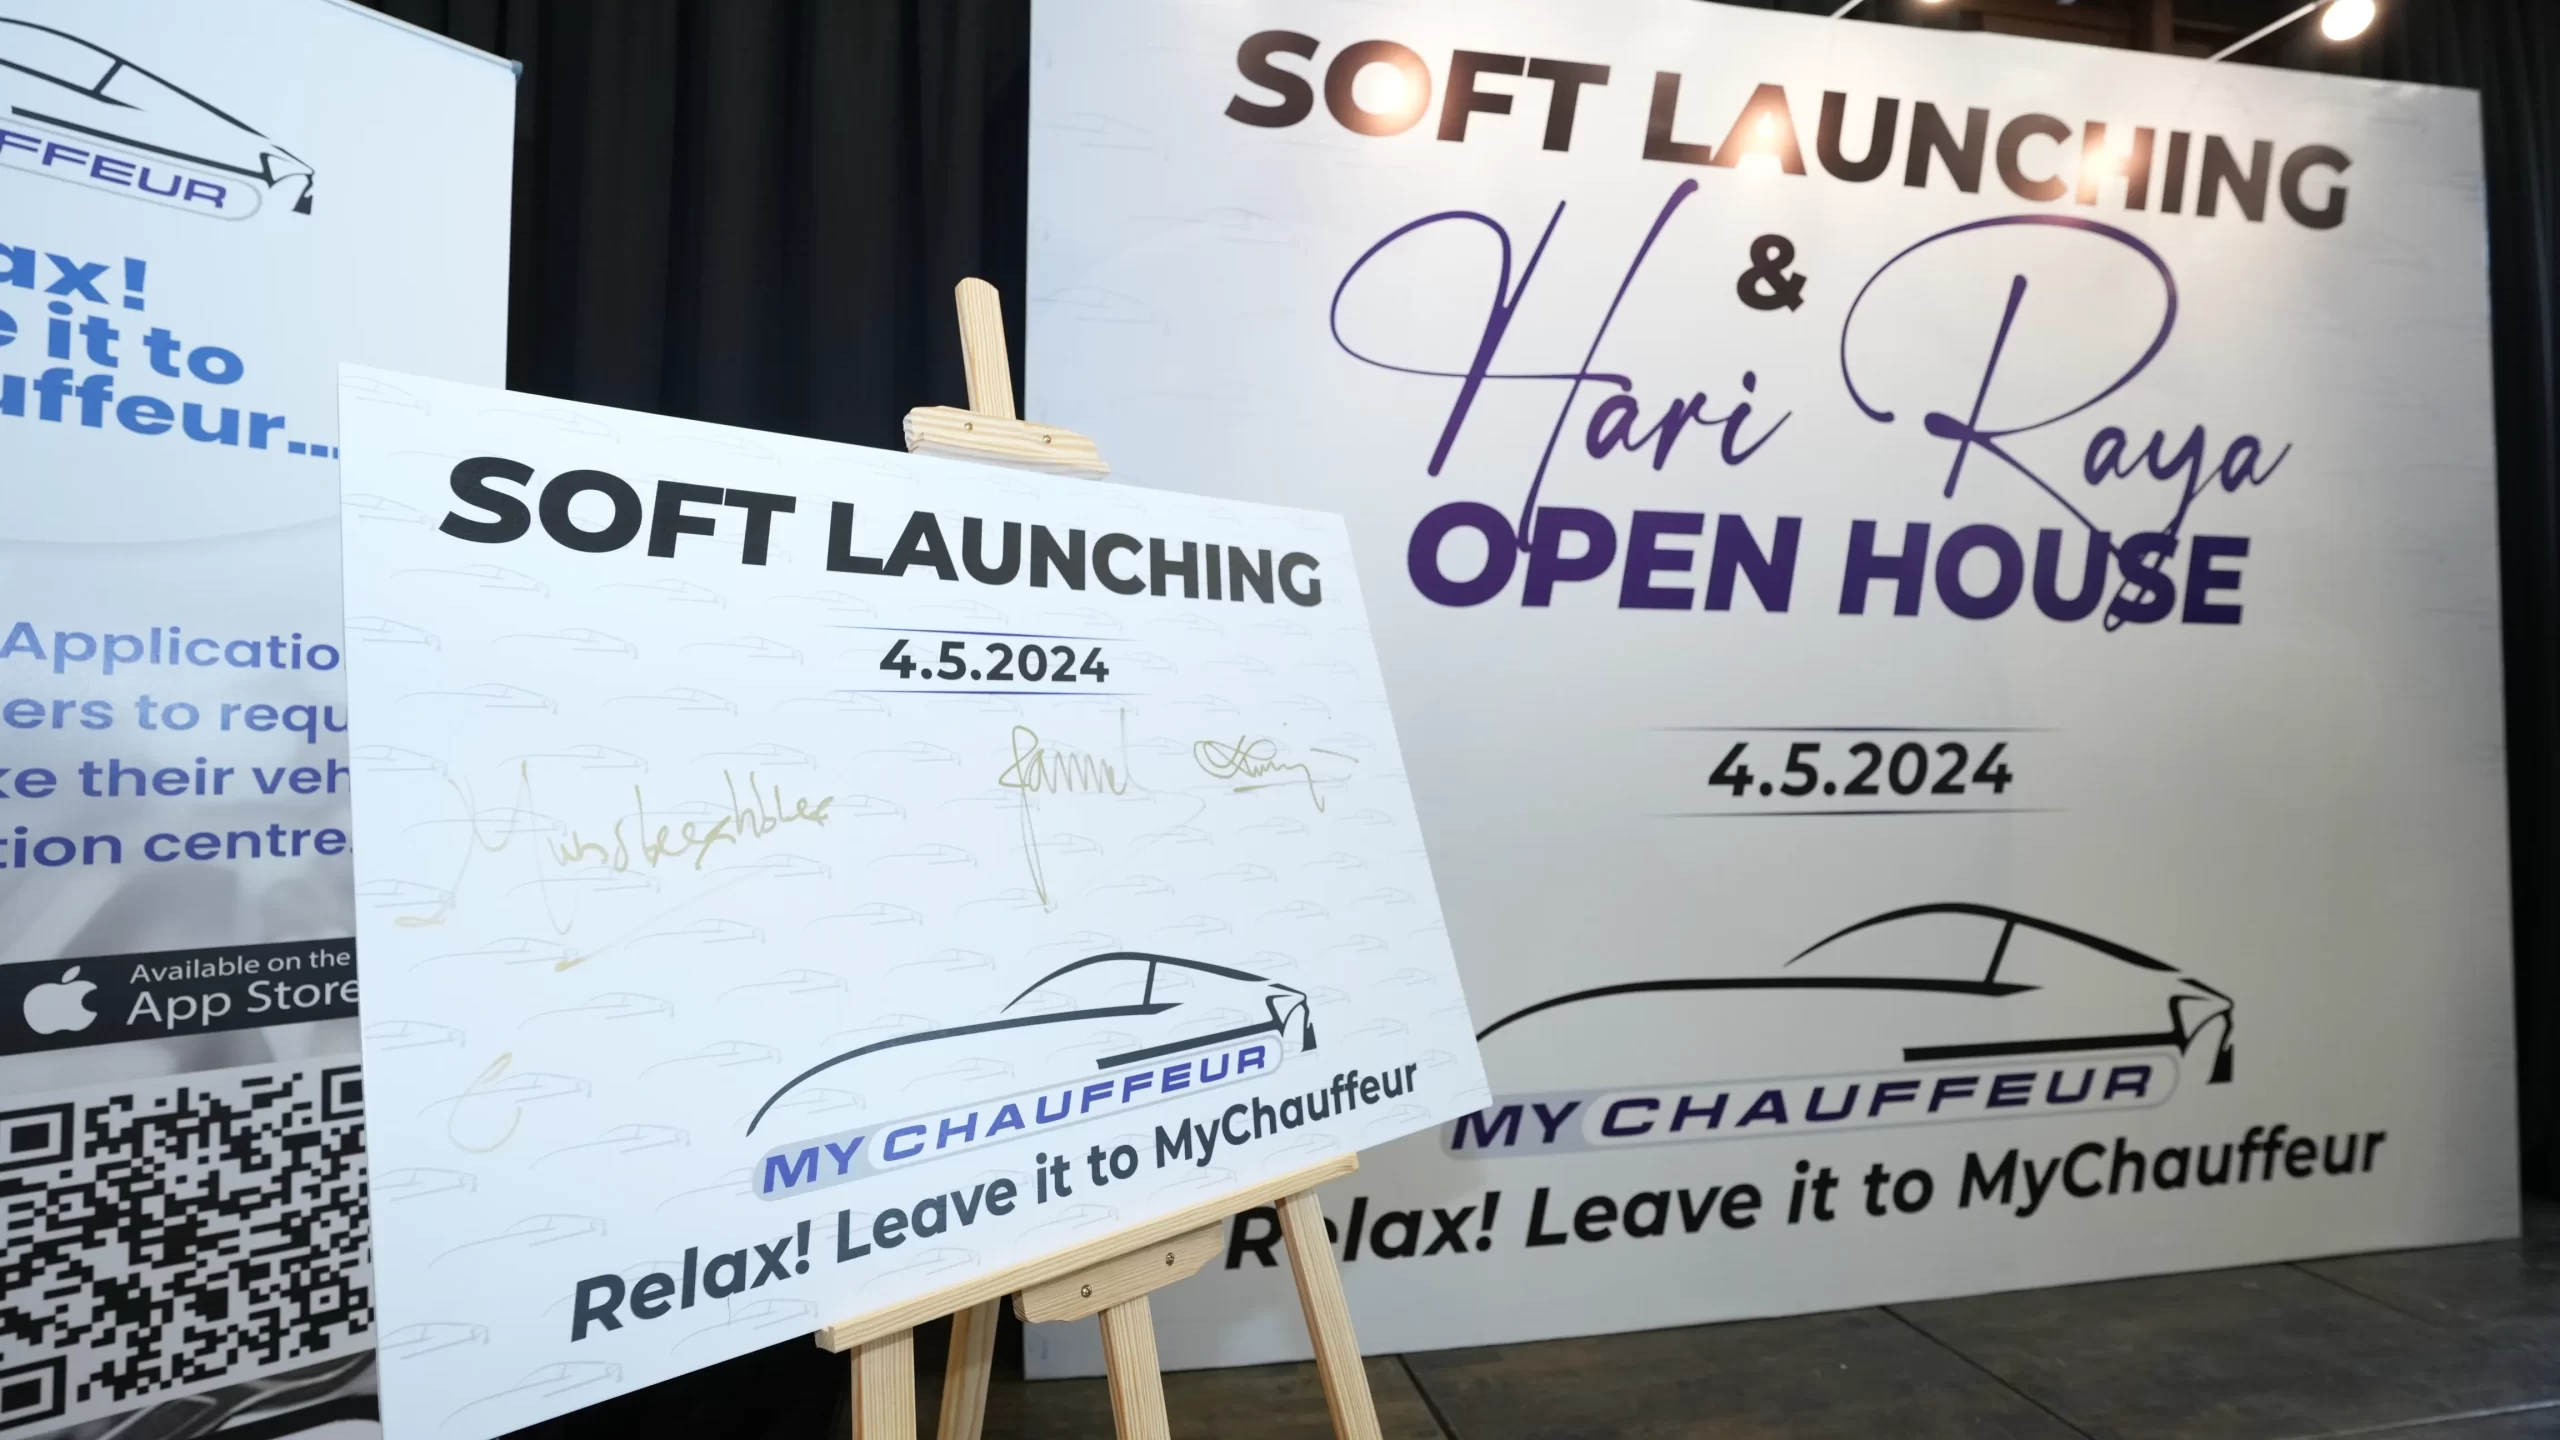 FFEUR
ax!
it to
uffeur...
Applicatio
ers to requ
ke their veh
tion centre
Available on the
App Store
SOFT LAUNCHING
4.5.2024
MY CHAUFFEUR
Relax! Leave it to MyChauffeur
SOFT LAUNCHING
&
Hari Raya
OPEN HOUSE
4.5.2024
MY CHAUFFEUR
Relax! Leave it to MyChauffeur